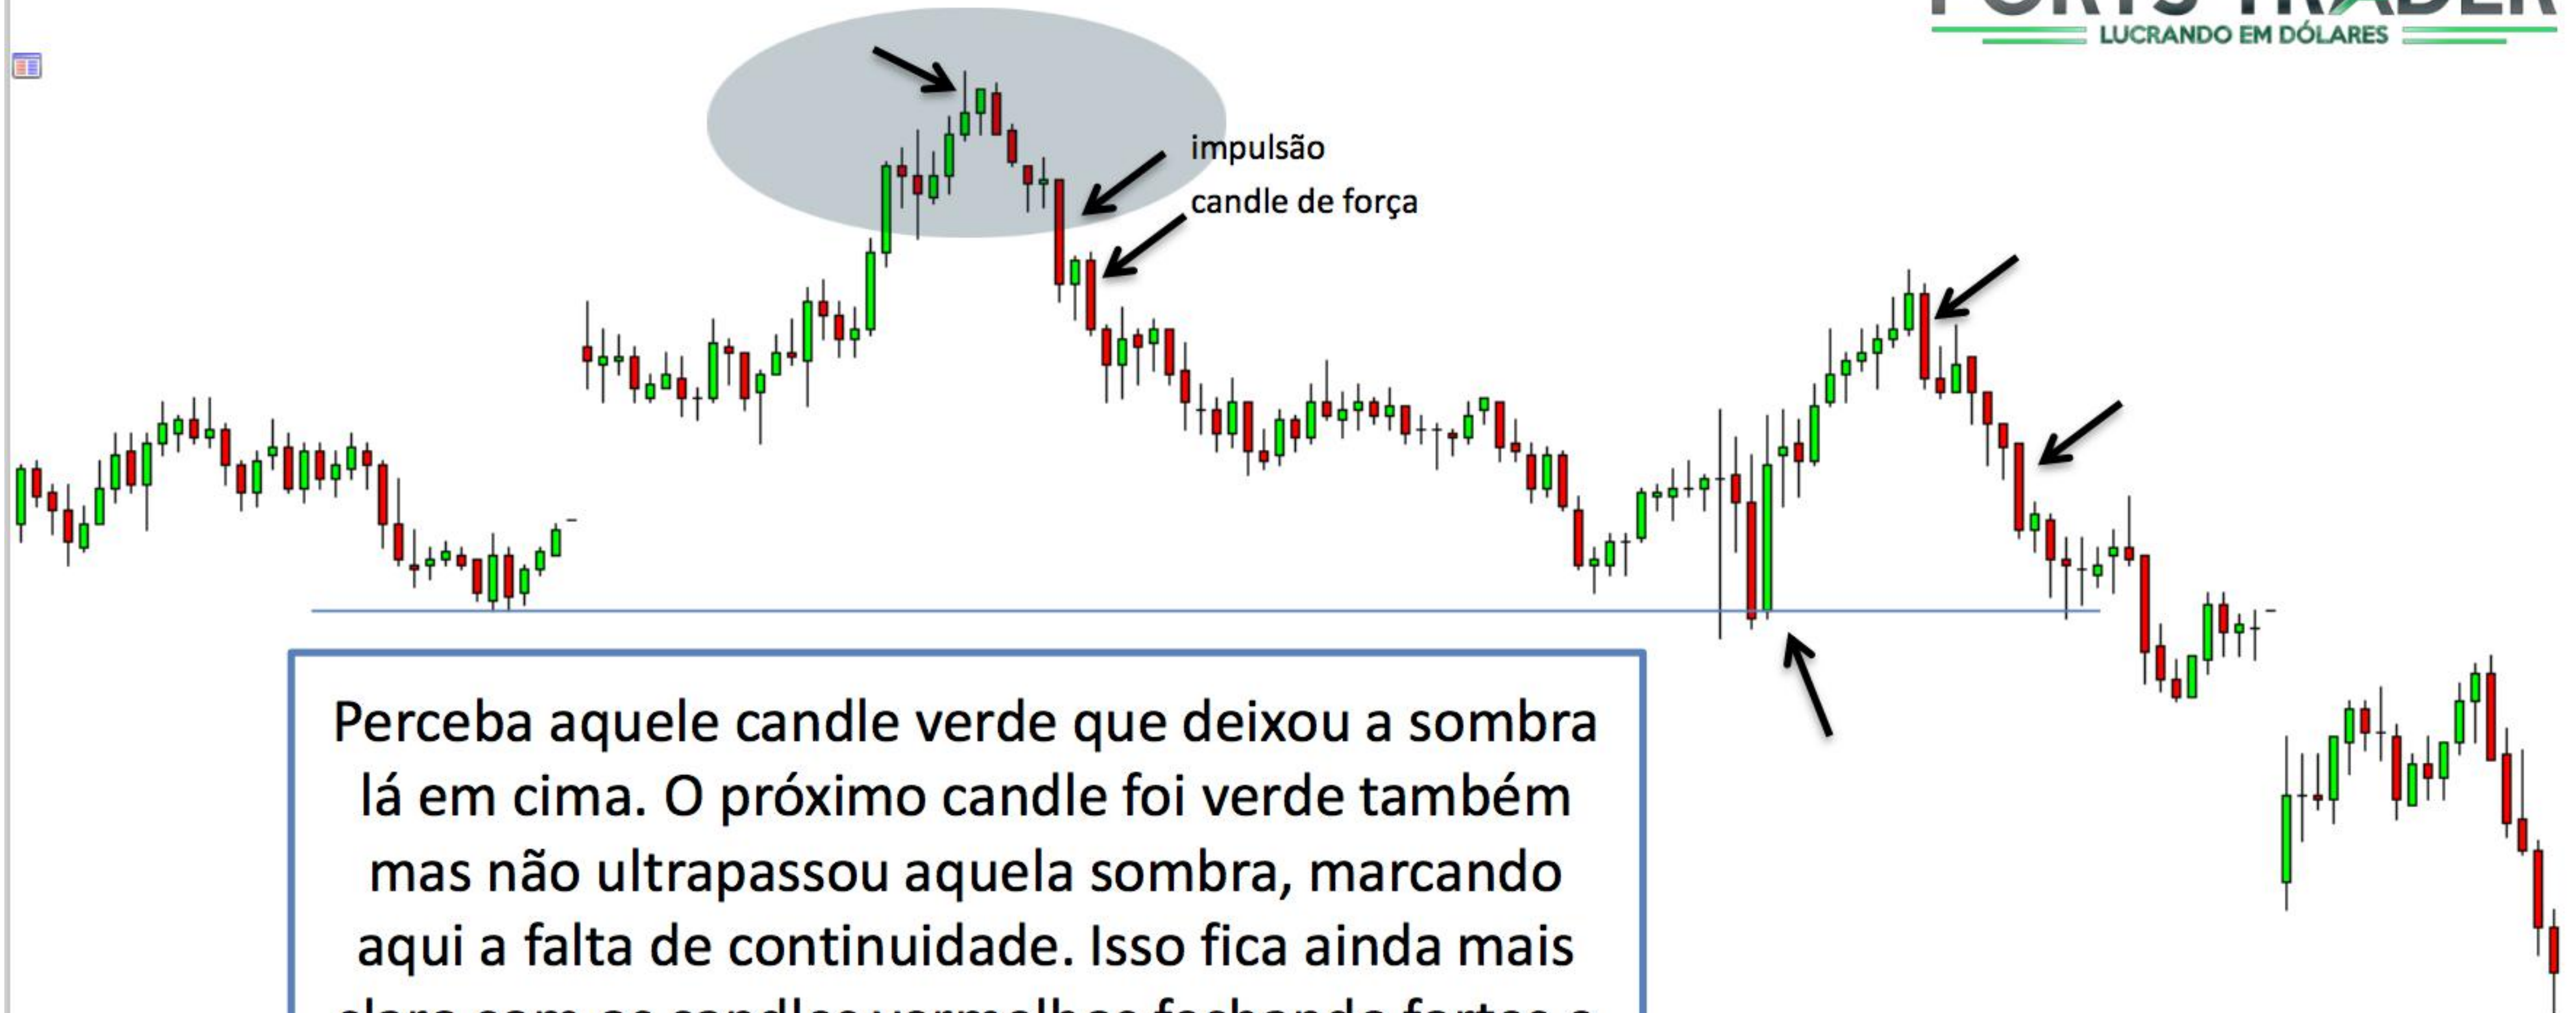 LUCRANDO EM DÓLARES
impulsão
candle de força
Perceba aquele candle verde que deixou a sombra
lá em cima. O próximo candle foi verde também
mas não ultrapassou aquela sombra, marcando
aqui a falta de continuidade. Isso fica ainda mais